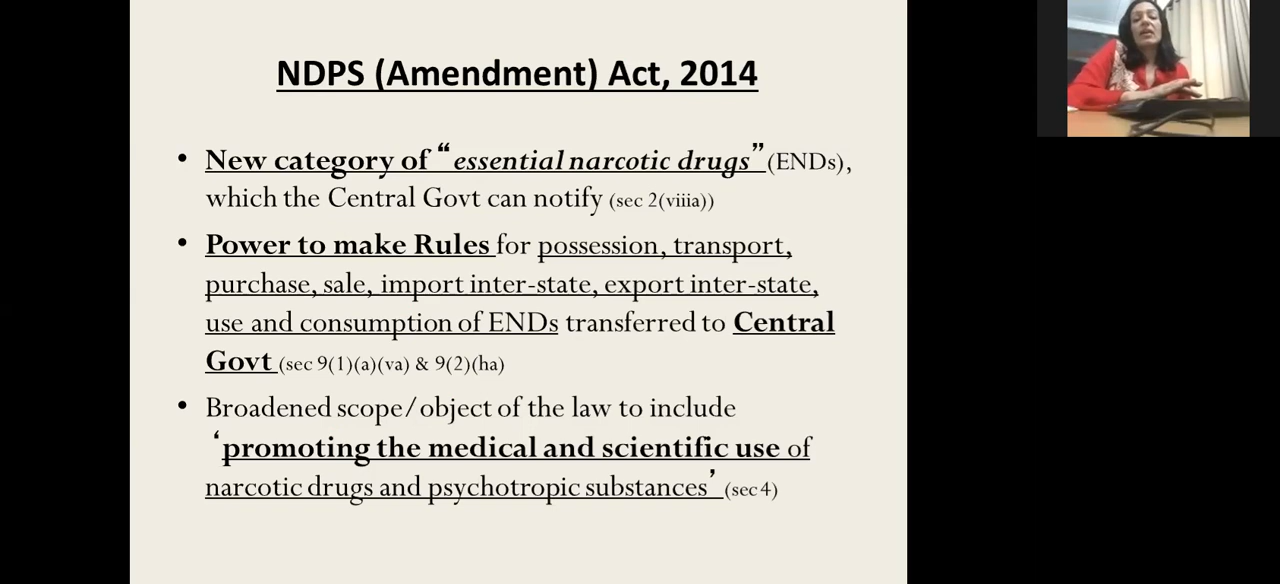 NDPS (Amendment) Act, 2014
• New category of “essential narcotic drugs” (ENDs),
which the Central Govt can notify (sec 2(viiia))
• Power to make Rules for possession, transport,
purchase, sale, import inter-state, export inter-state,
use and consumption of ENDs transferred to Central
Govt (sec 9(1)(a)(va) & 9(2)(ha)
• Broadened scope/object of the law to include
‘promoting the medical and scientific use of
narcotic drugs and psychotropic substances’ (sec 4)